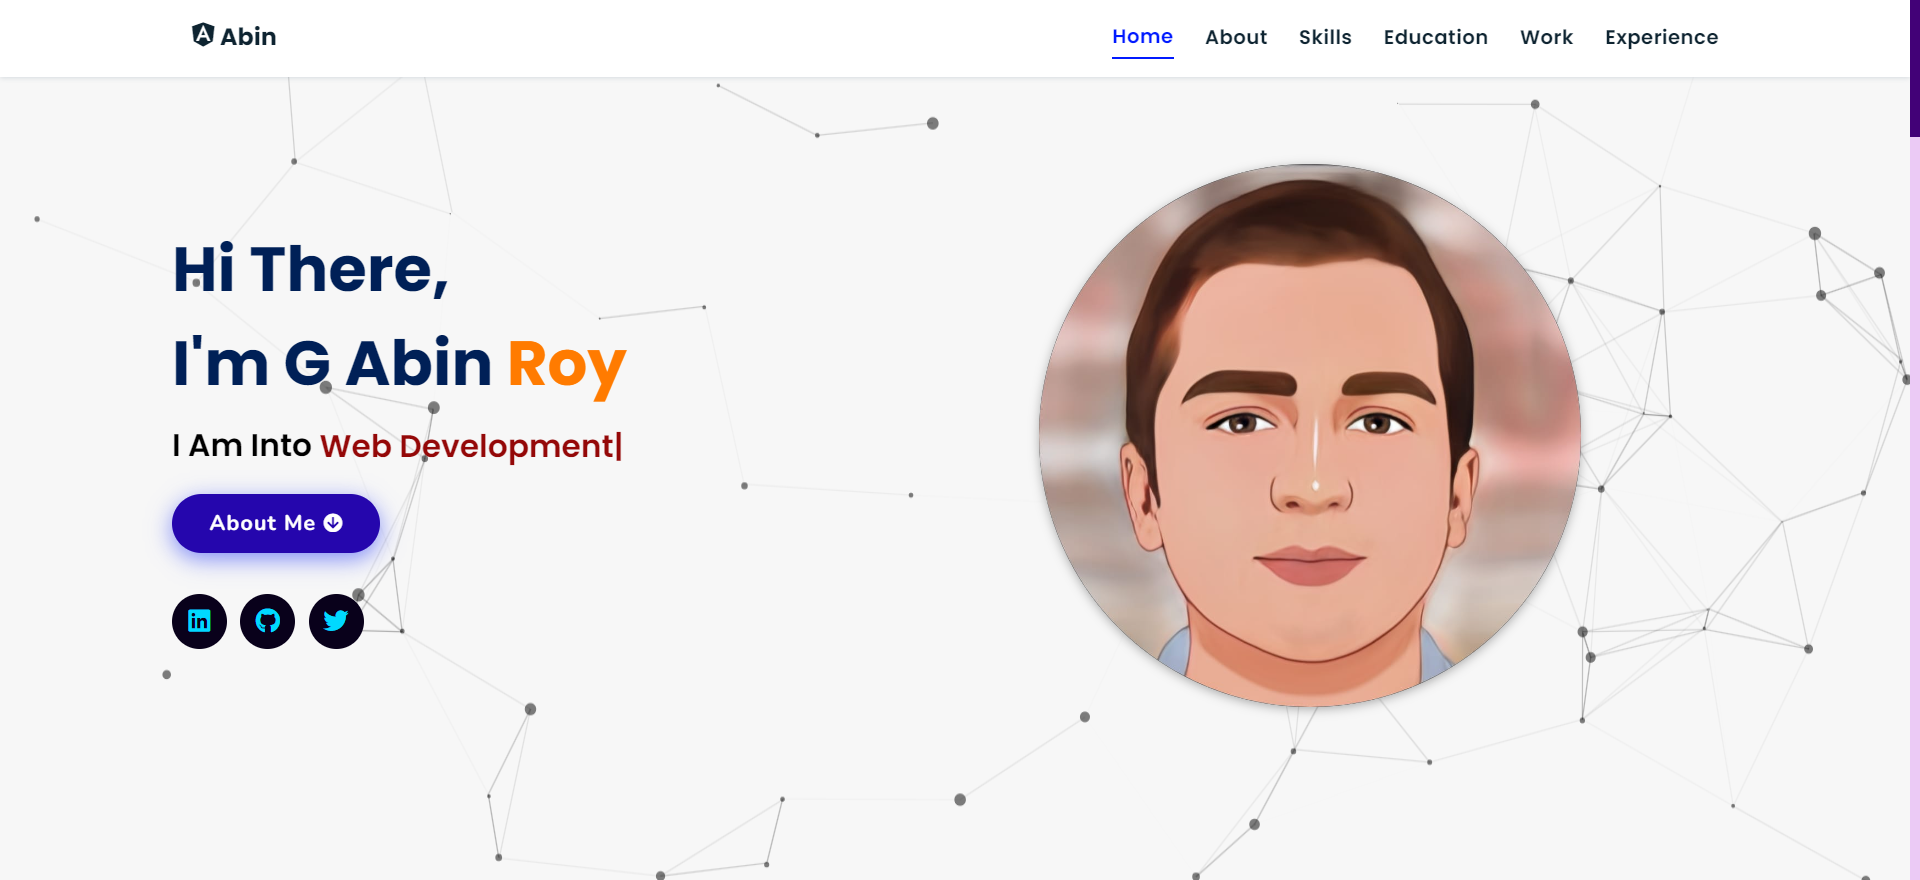 Abin
Home About Skills Education Work Experience
Hi There,
I'm G Abin Roy
I Am Into Web Development|
About Me